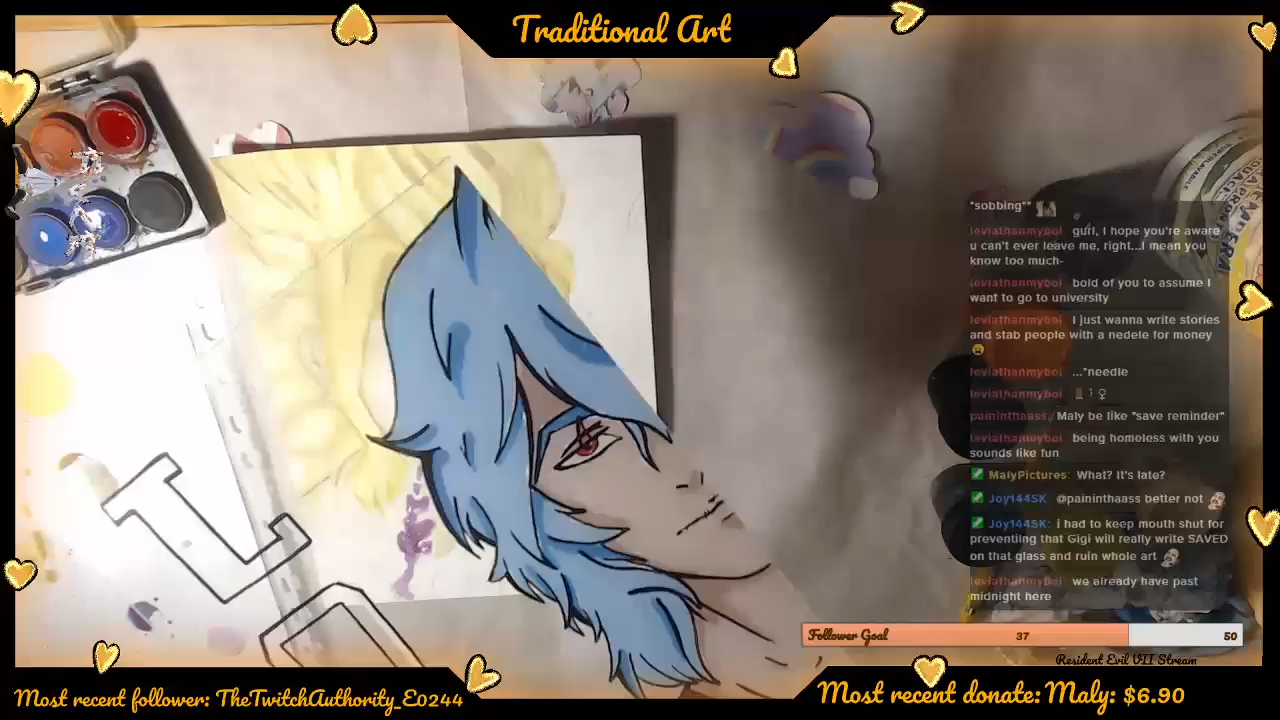 Traditional Art
*sobbing**
leviathanmyboi gurl, I hope you're aware
u can't ever leave me, right...I mean you
know too much-
leviathanmyboi bold of you to assume I
want to go to university
leviathanmyboi I just wanna write stories
and stab people with a nedele for money
leviathanmyboi ..."needle
leviathanmyboi
paininthaass, Maly be like "save reminder"
leviathanmyboi being homeless with you
sounds like fun
MalyPictures: What? It's late?
Joy144SK @paininthaass better not
Joy144SK: i had to keep mouth shut for
preventing that Gigi will really write SAVED
on that glass and ruin whole art
leviathanmyboi we already have past
midnight here
Follower Goal 37 50
Resident Evil VII Stream
Most recent follower: TheTwitchAuthority_E0244
Most recent donate: Maly: $6.90